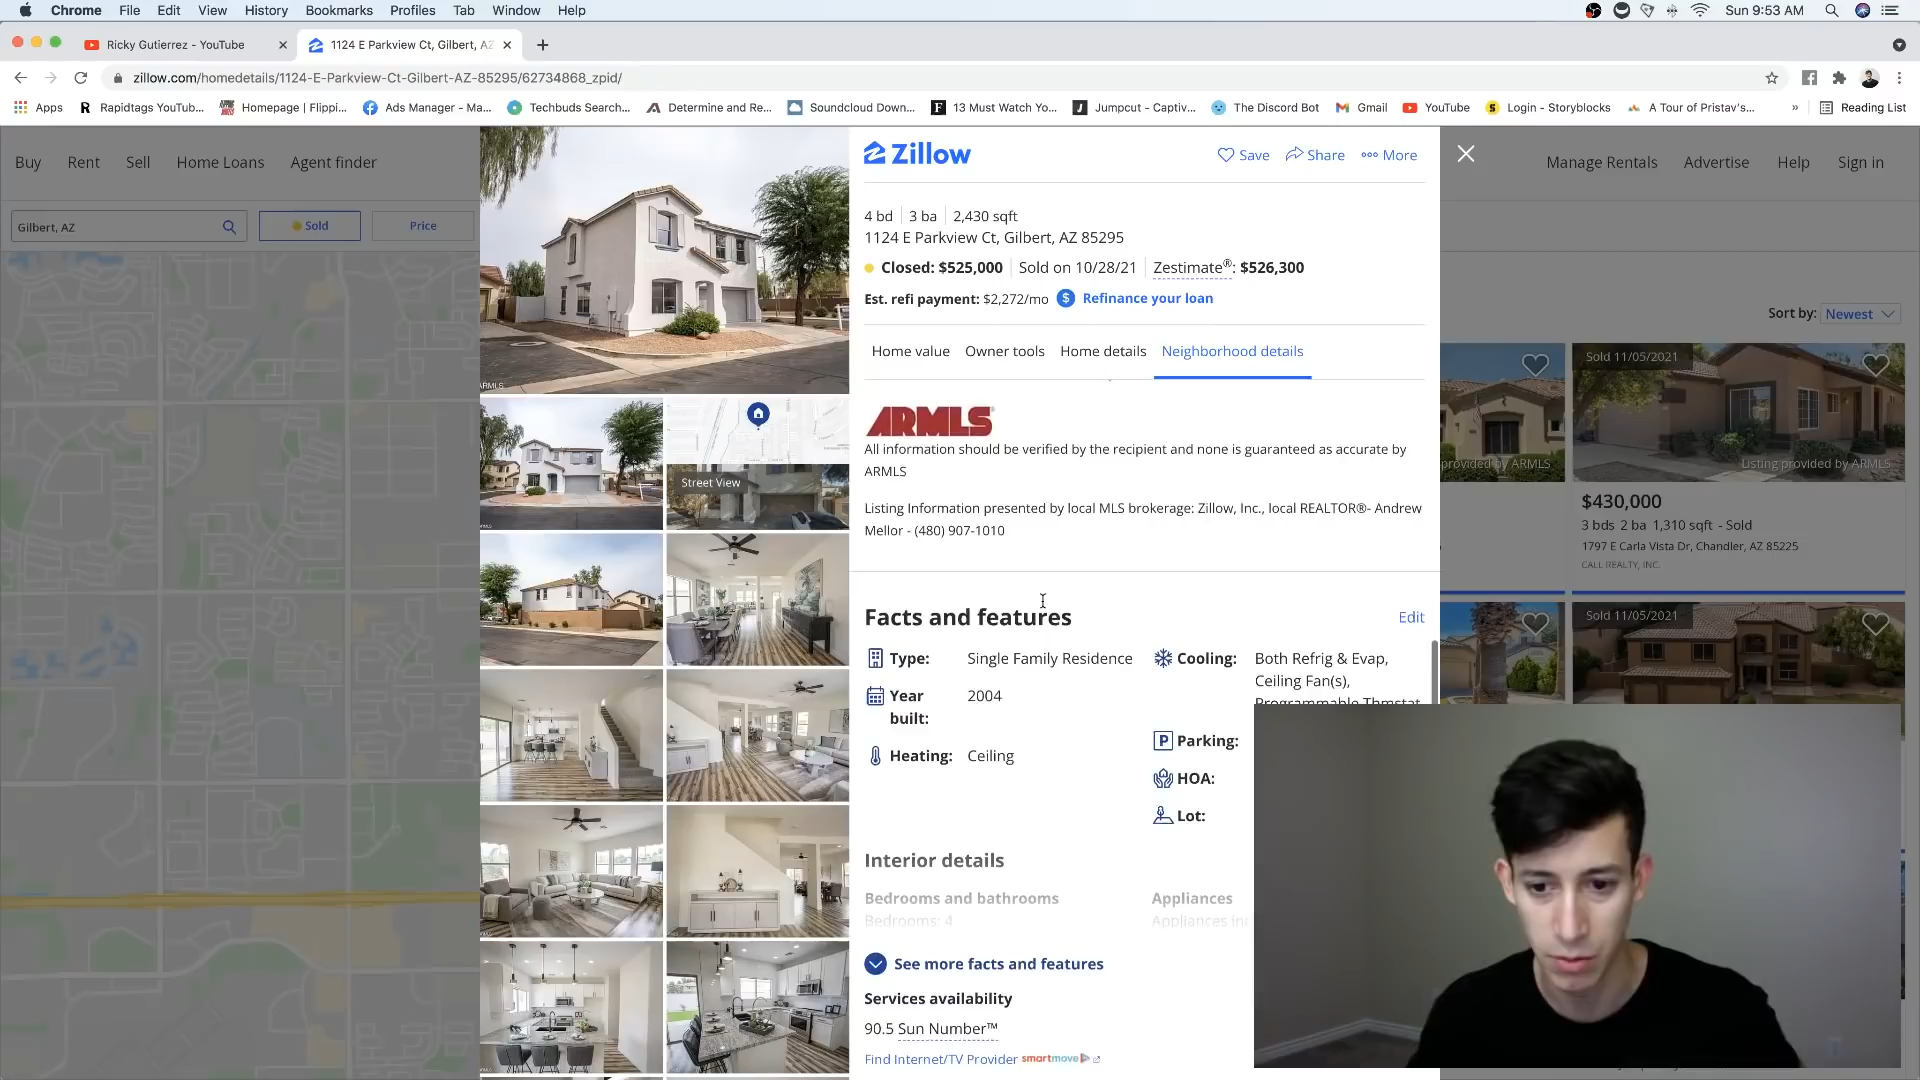 Chrome File Edit View History Bookmarks Profiles Tab Window Help Sun 9:53 AM
Ricky Gutierrez - YouTube 1124 E Parkview Ct, Gilbert, AZ
zillow.com/homedetails/1124-E-Parkview-Ct-Gilbert-AZ-85295/62734868_zpid/
Apps Rapidtags YouTub... Homepage | Flippi... Ads Manager - Ma... Techbuds Search... Determine and Re... Soundcloud Down... 13 Must Watch Yo... Jumpcut - Captiv... The Discord Bot Gmail YouTube Login - Storyblocks A Tour of Pristav's... » Reading List
Buy Rent Sell Home Loans Agent finder
Manage Rentals Advertise Help Sign in
Gilbert, AZ Sold Price
Zillow Save Share More
4 bd 3 ba 2,430 sqft
1124 E Parkview Ct, Gilbert, AZ 85295
Closed: $525,000 Sold on 10/28/21 Zestimate®: $526,300
Est. refi payment: $2,272/mo $ Refinance your loan
Home value Owner tools Home details Neighborhood details
ARMLS
All information should be verified by the recipient and none is guaranteed as accurate by
ARMLS
Listing Information presented by local MLS brokerage: Zillow, Inc., local REALTOR®- Andrew
Mellor - (480) 907-1010
Facts and features Edit
Type: Single Family Residence
Year built: 2004
Heating: Ceiling
Cooling: Both Refrig & Evap,
Ceiling Fan(s),
Programmable Thmstat
Parking:
HOA:
Lot:
Interior details
Bedrooms and bathrooms Appliances
Bedrooms: 4 Appliances inc
See more facts and features
Services availability
90.5 Sun Number™
Find Internet/TV Provider smartmove
ARMLS
Street View
Sort by: Newest
Sold 11/05/2021
provided by ARMLS Listing provided by ARMLS
$430,000
3 bds 2 ba 1,310 sqft - Sold
1797 E Carla Vista Dr, Chandler, AZ 85225
CALL REALTY, INC.
Sold 11/05/2021